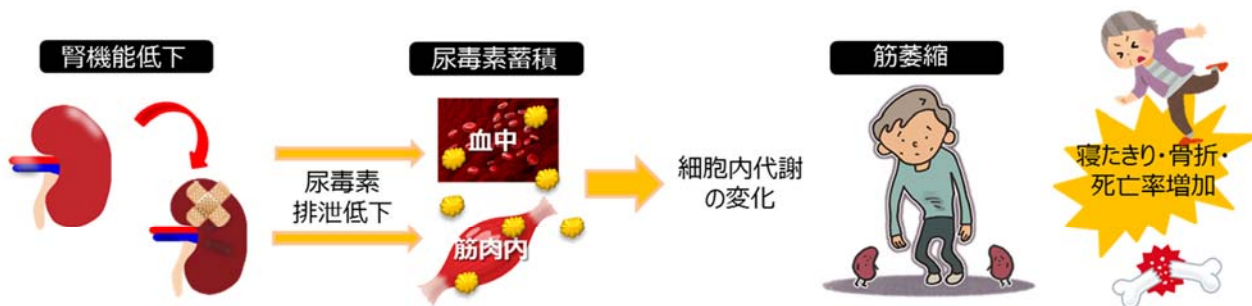 腎機能低下
尿毒素
排泄低下
尿毒素蓄積
血中
筋肉内
細胞内代謝
の変化
筋萎縮
寝たきり・骨折・
死亡率増加